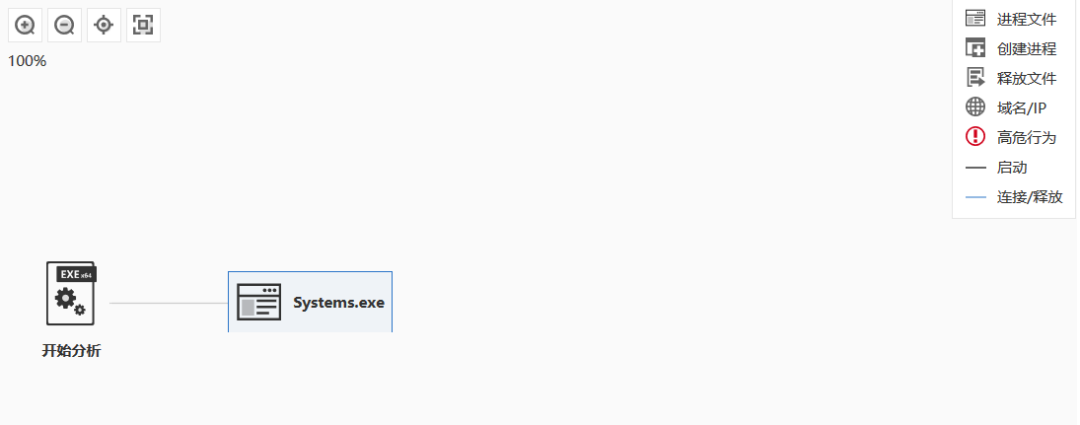 100%
进程文件
创建进程
释放文件
域名/IP
高危行为
启动
连接/释放
EXE x64
Systems.exe
开始分析